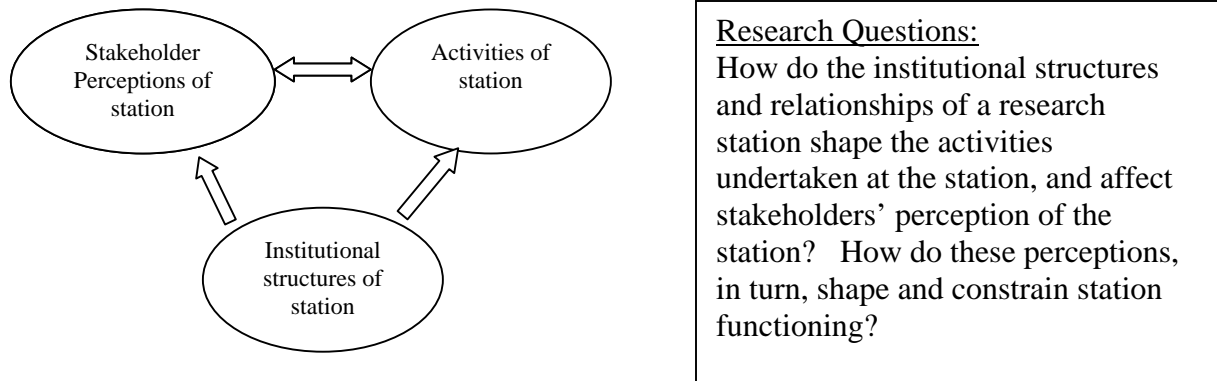 Stakeholder
Perceptions of
station
Activities of
station
Institutional
structures of
station
Research Questions:
How do the institutional structures
and relationships of a research
station shape the activities
undertaken at the station, and affect
stakeholders’ perception of the
station?   How do these perceptions,
in turn, shape and constrain station
functioning?